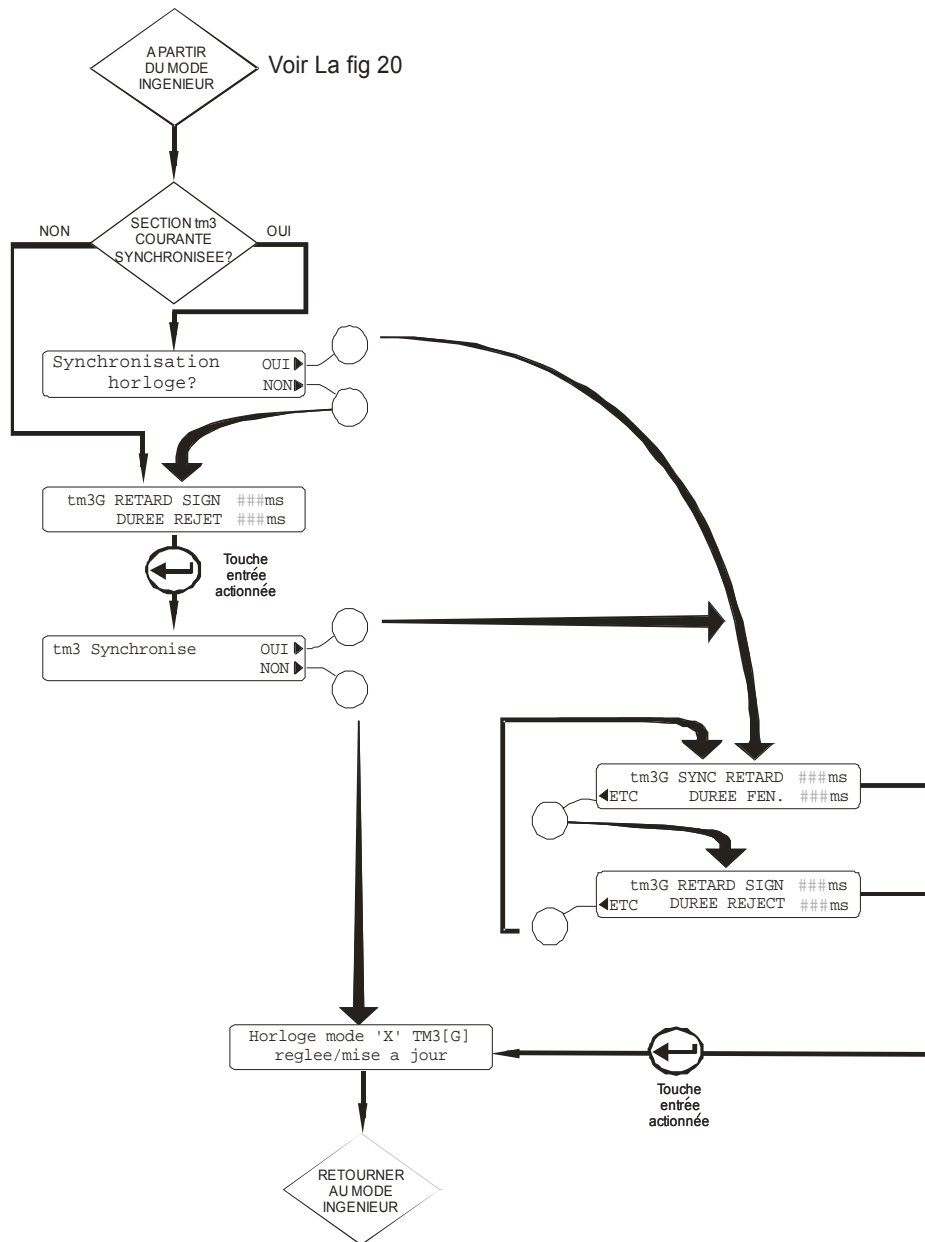 A PARTIR
DU MODE
INGENIEUR
Voir La fig 20
SECTION tm3
COURANTE
SYNCHRONISEE?
NON
OUI
Synchronisation OUI
horloge? NON
tm3G RETARD SIGN ###ms
DUREE REJET ###ms
Touche
entrée
actionnée
tm3 Synchronise OUI
NON
tm3G SYNC RETARD ###ms
ETC DUREE FEN. ###ms
tm3G RETARD SIGN ###ms
ETC DUREE REJECT ###ms
Horloge mode 'X' TM3[G]
reglee/mise a jour
Touche
entrée
actionnée
RETOURNER
AU MODE
INGENIEUR